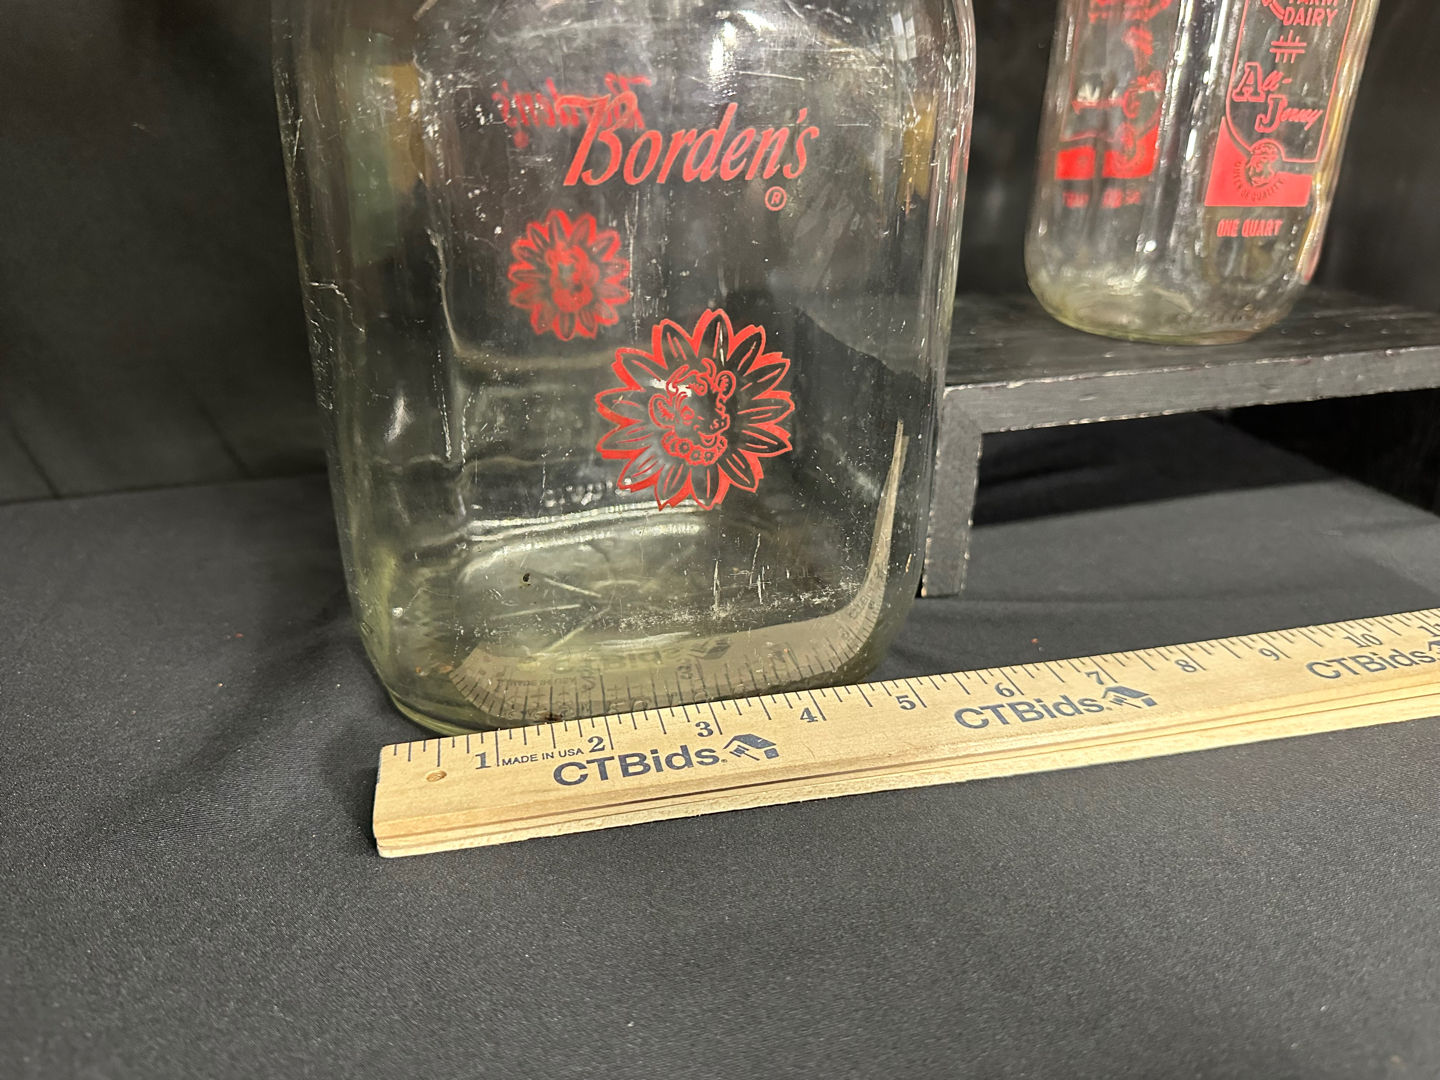 Borden's
®
FARM
DAIRY
All-
Jersey
ONE QUART
1 MADE IN USA 2 3 4 5 6 7 8 9 10
CTBids CTBids CTBids